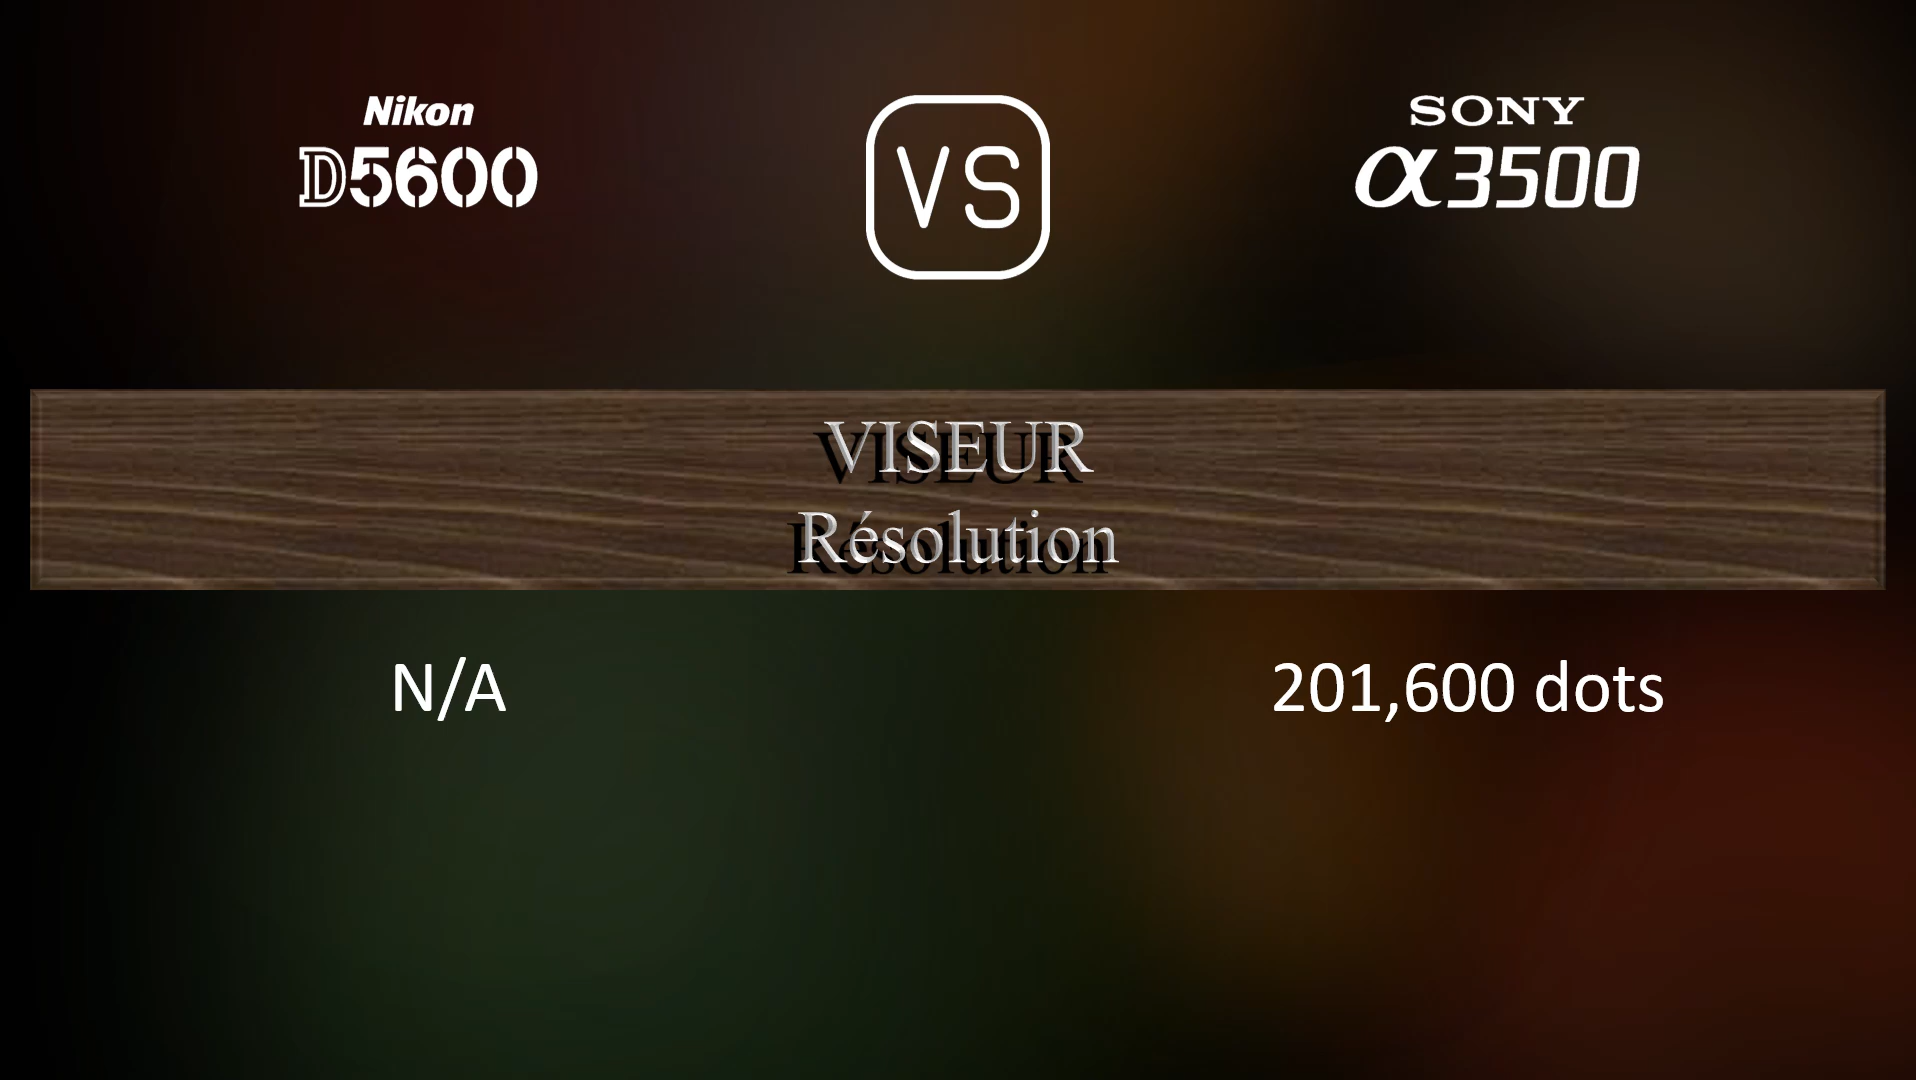 Nikon
D5600
VS
SONY
α3500
VISEUR
Résolution
N/A
201,600 dots